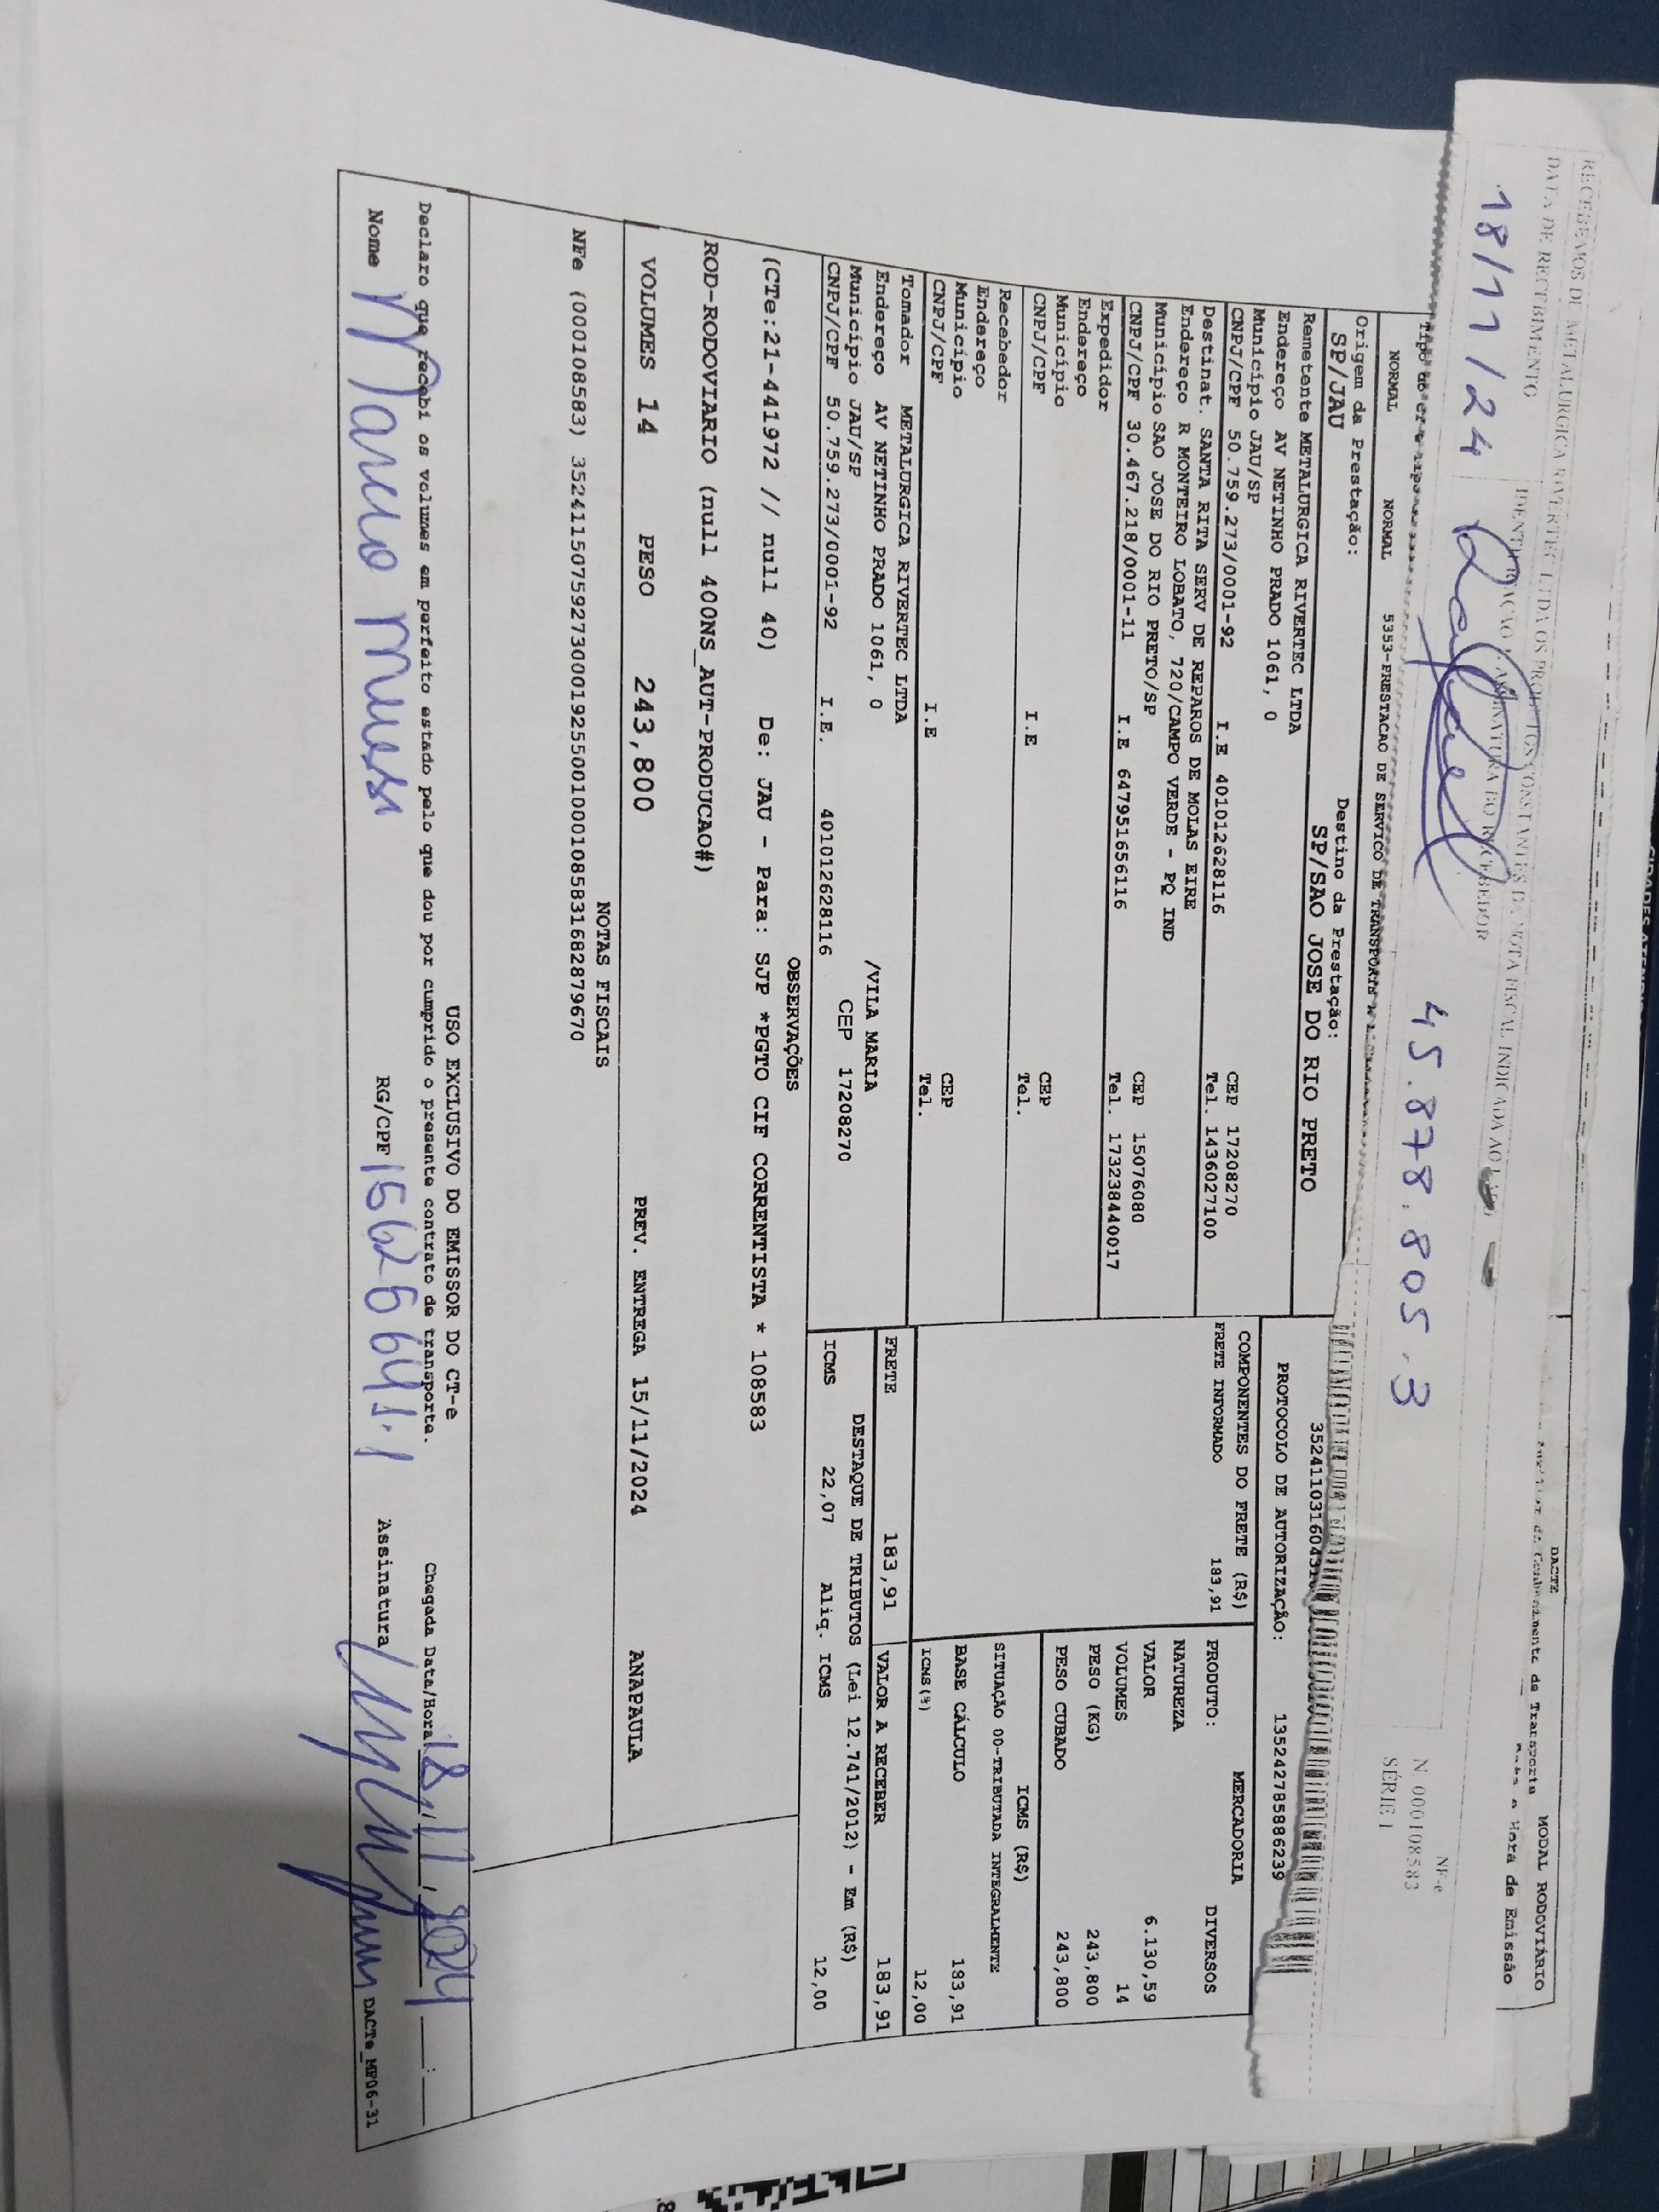 RECEBEMOS DE METALURGICA RIVERTEC LTDA OS PRODUTOS CONSTANTES DA NOTA FISCAL INDICADA AO LADO
DATA DE RECEBIMENTO
IDENTIFICAÇÃO E ASSINATURA DO RECEBEDOR
18/11/24 Rafael 45.878.805.3
NF-e
N 000108583
SÉRIE 1
DACTE
MODAL RODOVIÁRIO
de Conhecimento de Transporte
Data e Hora de Emissão
NORMAL NORMAL 5353-PRESTACAO DE SERVICO DE TRANSPORTE
Origem da Prestação: Destino da Prestação:
SP/JAU SP/SAO JOSE DO RIO PRETO
PROTOCOLO DE AUTORIZAÇÃO: 135242785886239
Remetente METALURGICA RIVERTEC LTDA
Endereço AV NETINHO PRADO 1061, 0
Município JAU/SP CEP 17208270
CNPJ/CPF 50.759.273/0001-92 I.E 401012628116 Tel. 1436027100
Destinat. SANTA RITA SERV DE REPAROS DE MOLAS EIRE
Endereço R MONTEIRO LOBATO, 720/CAMPO VERDE - PQ IND
Município SAO JOSE DO RIO PRETO/SP CEP 15076080
CNPJ/CPF 30.467.218/0001-11 I.E 647951656116 Tel. 17323844​0017
Expedidor
Endereço
Município CEP
CNPJ/CPF I.E Tel.
Recebedor
Endereço
Município CEP
CNPJ/CPF I.E Tel.
Tomador METALURGICA RIVERTEC LTDA
Endereço AV NETINHO PRADO 1061, 0 /VILA MARIA
Município JAU/SP CEP 17208270
CNPJ/CPF 50.759.273/0001-92 I.E. 401012628116
COMPONENTES DO FRETE (R$)
FRETE INFORMADO 183,91
MERCADORIA
PRODUTO: DIVERSOS
NATUREZA
VALOR 6.130,59
VOLUMES 14
PESO (KG) 243,800
PESO CUBADO 243,800
ICMS (R$)
SITUAÇÃO 00-TRIBUTADA INTEGRALMENTE
BASE CÁLCULO 183,91
ICMS(%) 12,00
FRETE 183,91 VALOR A RECEBER 183,91
DESTAQUE DE TRIBUTOS (Lei 12.741/2012) - Em (R$)
ICMS 22,07 Aliq. ICMS 12,00
OBSERVAÇÕES
(CTe:21-441972 // null 40) De: JAU - Para: SJP *PGTO CIF CORRENTISTA * 108583
ROD-RODOVIARIO (null 400NS_AUT-PRODUCAO#)
VOLUMES 14 PESO 243,800 PREV. ENTREGA 15/11/2024 ANAPAULA
NOTAS FISCAIS
NFe (000108583) 35241150759273000192550010001085831682879670
USO EXCLUSIVO DO EMISSOR DO CT-e
Declaro que recebi os volumes em perfeito estado pelo que dou por cumprido o presente contrato de transporte. Chegada Data/Hora 18/11/2024 __:__
Nome Marcio RG/CPF 15626641.1 Assinatura DACTe_MF06-31